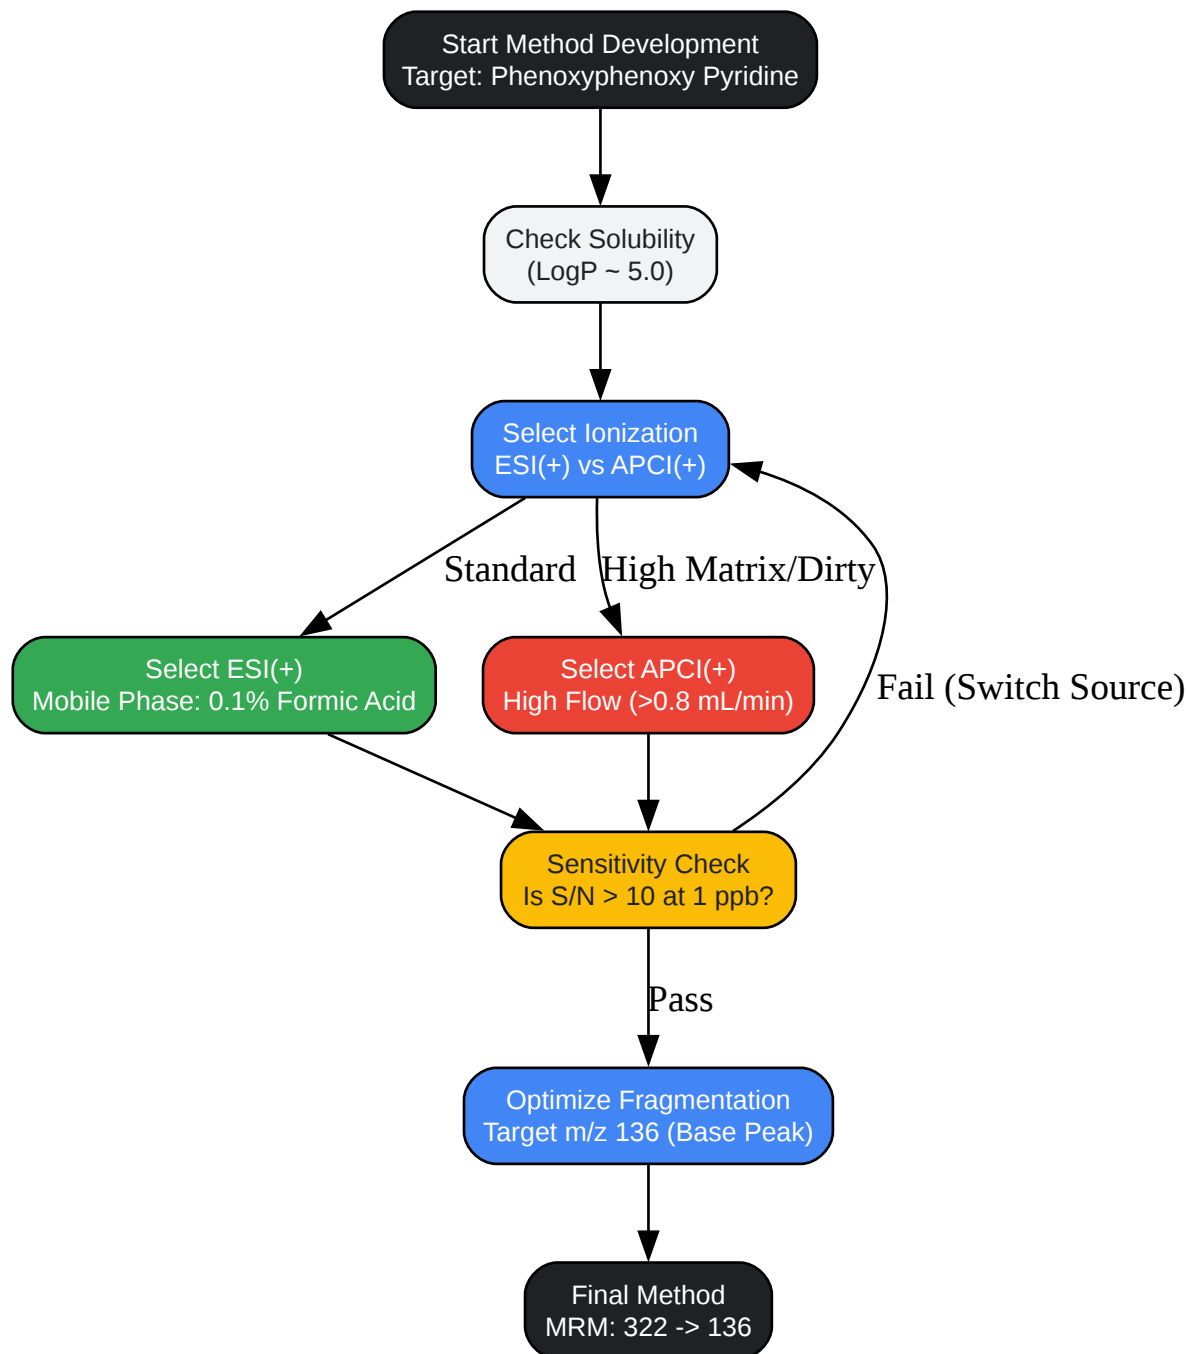 Start Method Development
Target: Phenoxyphenoxy Pyridine
Check Solubility
(LogP ~ 5.0)
Select Ionization
ESI(+) vs APCI(+)
Standard
High Matrix/Dirty
Select ESI(+)
Mobile Phase: 0.1% Formic Acid
Select APCI(+)
High Flow (>0.8 mL/min)
Fail (Switch Source)
Sensitivity Check
Is S/N > 10 at 1 ppb?
Pass
Optimize Fragmentation
Target m/z 136 (Base Peak)
Final Method
MRM: 322 -> 136